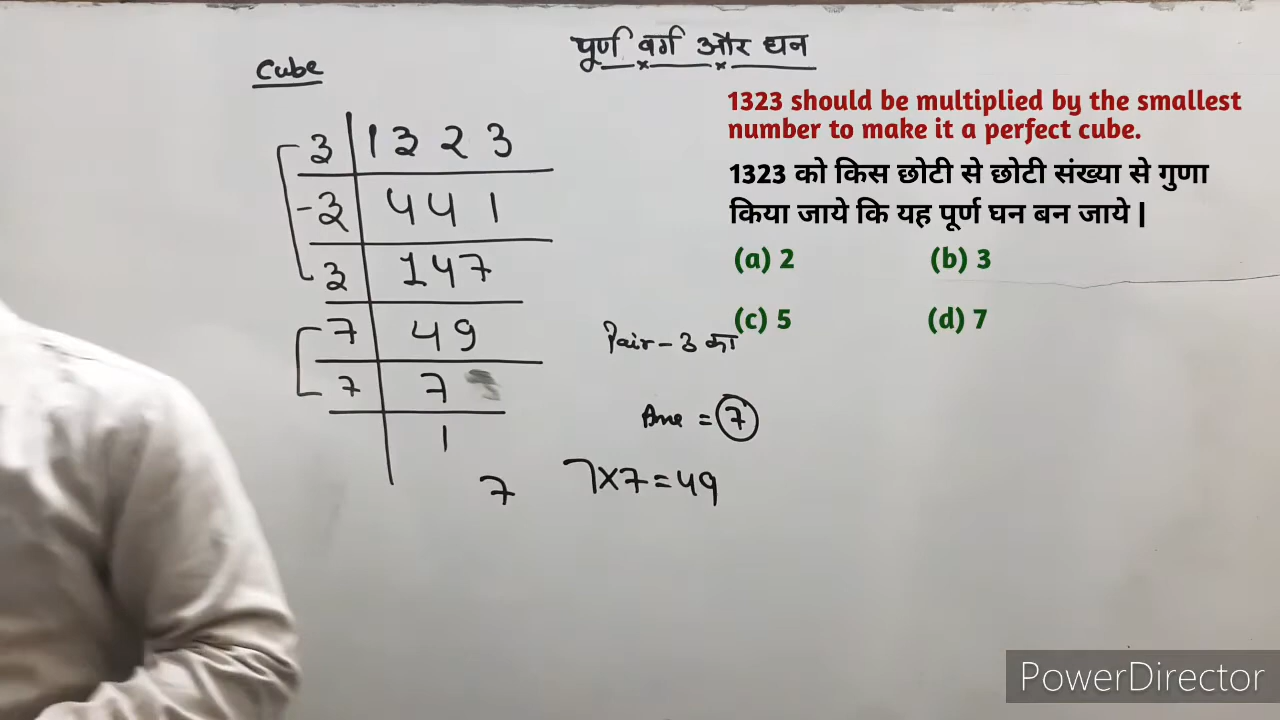 पूर्ण वर्ग और घन
Cube
1323 should be multiplied by the smallest
number to make it a perfect cube.
1323 को किस छोटी से छोटी संख्या से गुणा
किया जाये कि यह पूर्ण घन बन जाये |
(a) 2 (b) 3
(c) 5 (d) 7
3 1323
3 441
3 147
7 49
7 7
1
Pair - 3 का
Ans = 7
7 7×7=49
PowerDirector